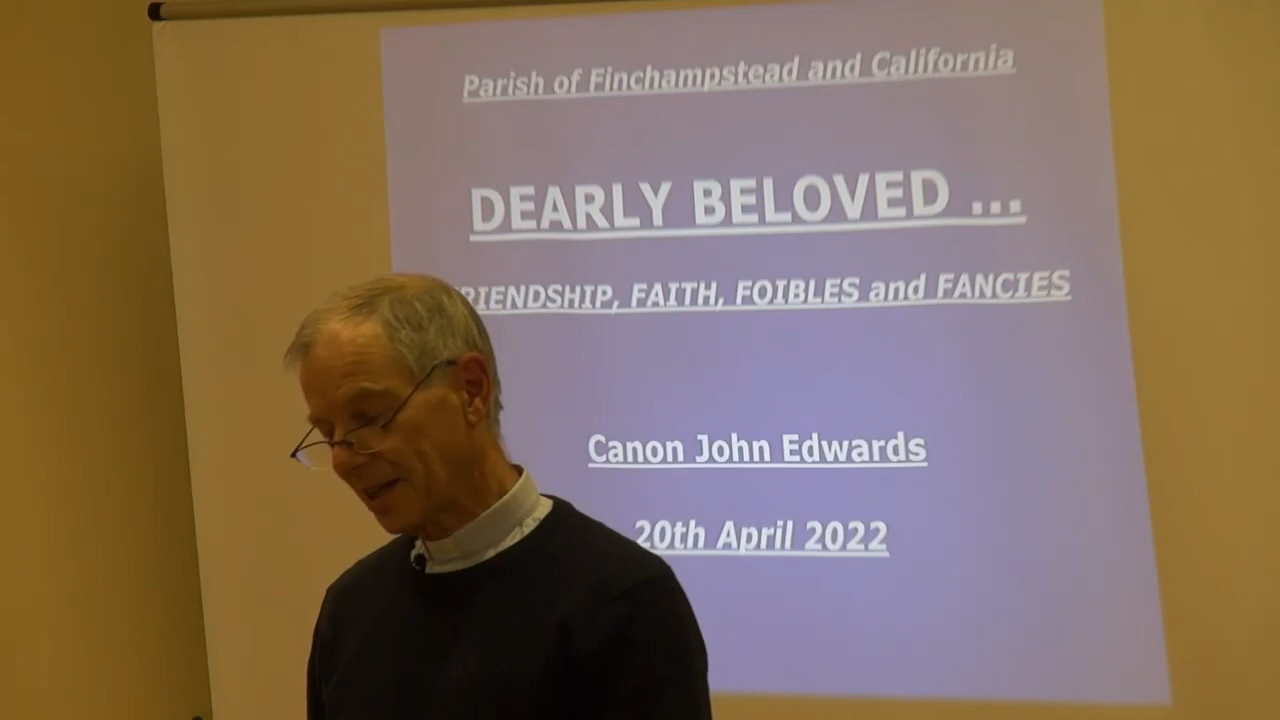 Parish of Finchampstead and California
DEARLY BELOVED ...
RIENDSHIP, FAITH, FOIBLES and FANCIES
Canon John Edwards
20th April 2022